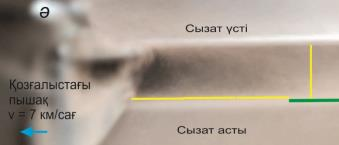 ә
Сызат үсті
Қозғалыстағы
пышақ
v = 7 км/сағ
Сызат асты